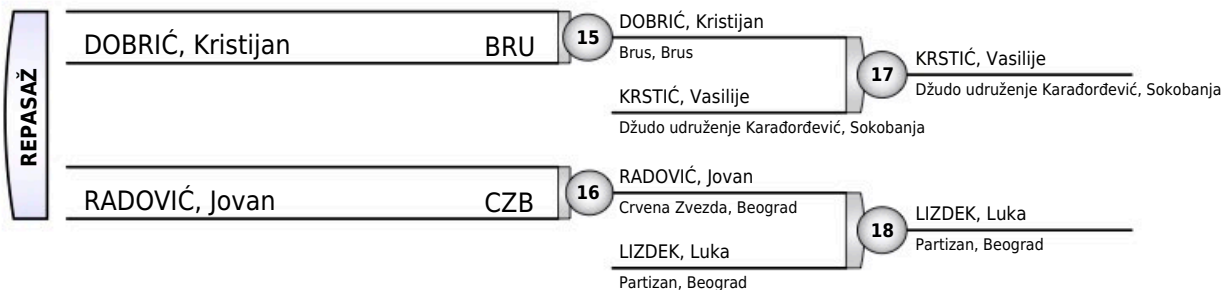 REPASAŽ
DOBRIĆ, Kristijan BRU
15
DOBRIĆ, Kristijan
Brus, Brus
KRSTIĆ, Vasilije
Džudo udruženje Karađorđević, Sokobanja
17
KRSTIĆ, Vasilije
Džudo udruženje Karađorđević, Sokobanja
RADOVIĆ, Jovan CZB
16
RADOVIĆ, Jovan
Crvena Zvezda, Beograd
LIZDEK, Luka
Partizan, Beograd
18
LIZDEK, Luka
Partizan, Beograd